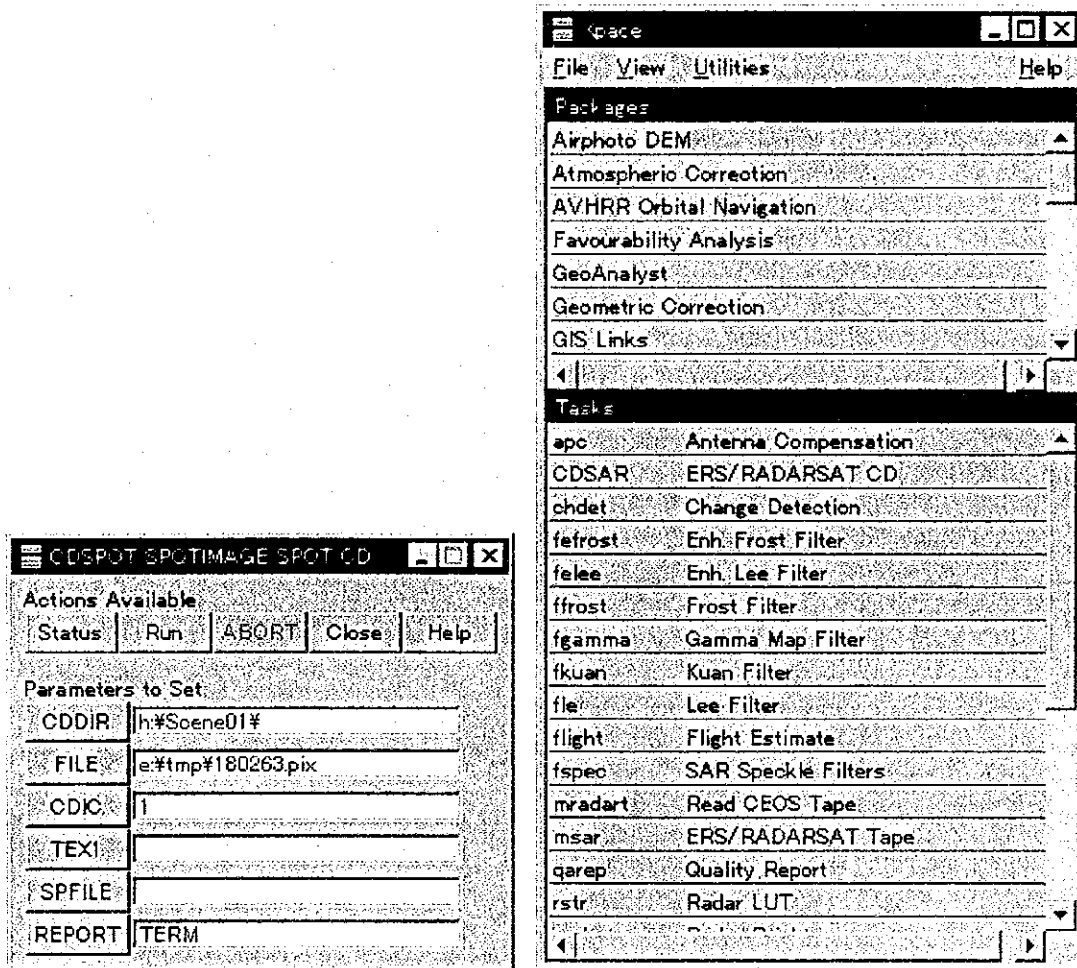 CDSPOT SPOTIMAGE SPOT CD
Actions Available
Status Run ABORT Close Help
Parameters to Set
CDDIR h:¥Scene01¥
FILE e:¥tmp¥180263.pix
CDIC 1
TEX1
SPFILE
REPORT TERM
Xpace
File View Utilities Help
Packages
Airphoto DEM
Atmospheric Correction
AVHRR Orbital Navigation
Favourability Analysis
GeoAnalyst
Geometric Correction
GIS Links
Tasks
apc Antenna Compensation
CDSAR ERS/RADARSAT CD
chdet Change Detection
fefrost Enh. Frost Filter
felee Enh. Lee Filter
ffrost Frost Filter
fgamma Gamma Map Filter
fkuan Kuan Filter
fle Lee Filter
flight Flight Estimate
fspec SAR Speckle Filters
mradart Read CEOS Tape
msar ERS/RADARSAT Tape
qarep Quality Report
rstr Radar LUT